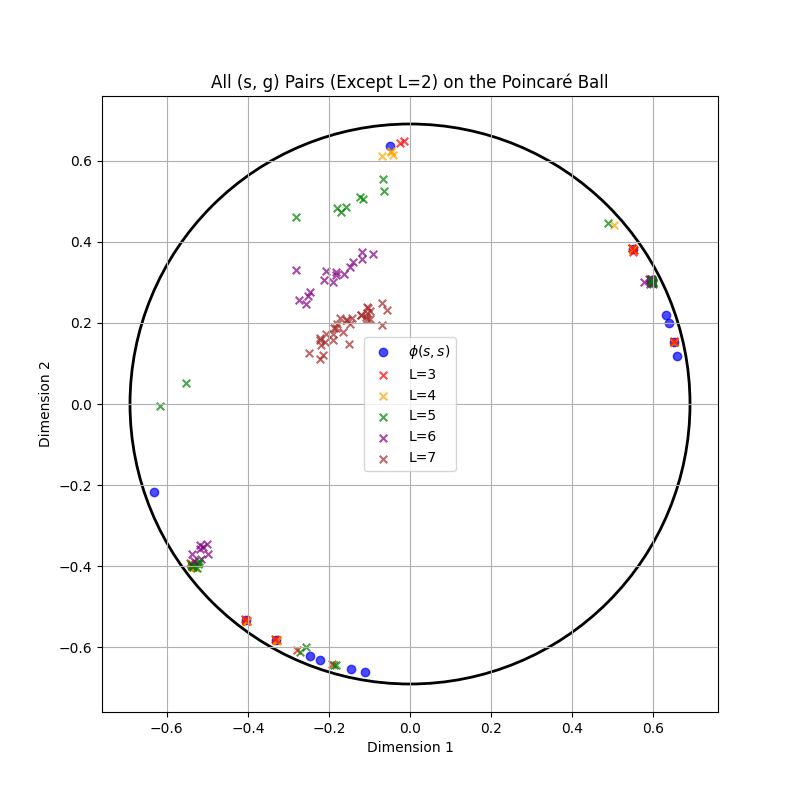 All (s, g) Pairs (Except L=2) on the Poincaré Ball
Dimension 2
0.6
0.4
0.2
0.0
−0.2
−0.4
−0.6
ϕ(s, s)
L=3
L=4
L=5
L=6
L=7
−0.6 −0.4 −0.2 0.0 0.2 0.4 0.6
Dimension 1